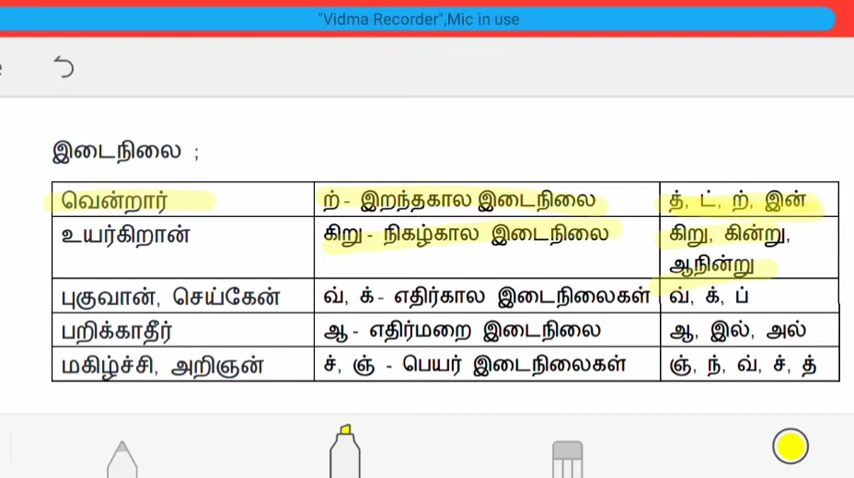 "Vidma Recorder",Mic in use
இடைநிலை ;
வென்றார் ற் - இறந்தகால இடைநிலை த், ட், ற், இன்
உயர்கிறான் கிறு - நிகழ்கால இடைநிலை கிறு, கின்று,
ஆநின்று
புகுவான், செய்கேன் வ், க் - எதிர்கால இடைநிலைகள் வ், க், ப்
பறிக்காதீர் ஆ - எதிர்மறை இடைநிலை ஆ, இல், அல்
மகிழ்ச்சி, அறிஞன் ச், ஞ் - பெயர் இடைநிலைகள் ஞ், ந், வ், ச், த்